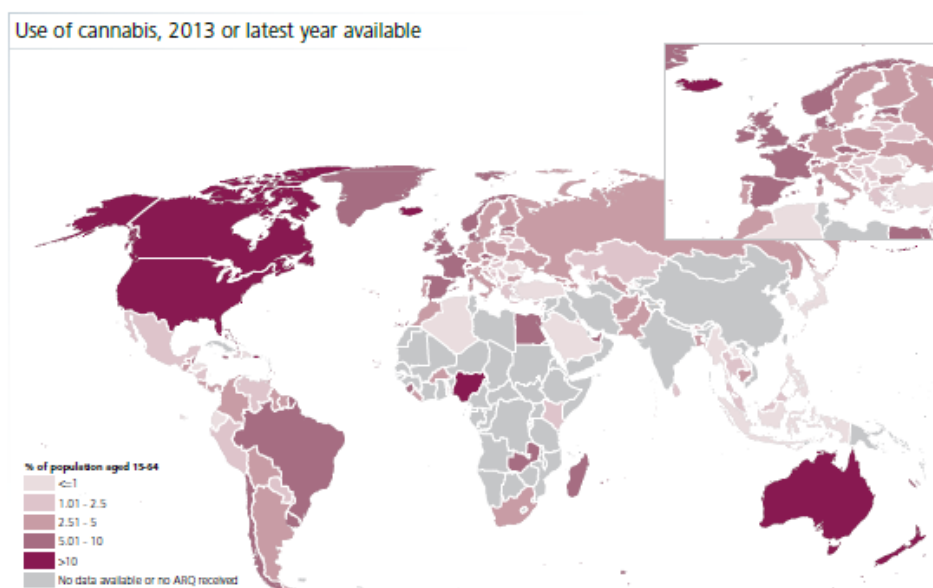 Use of cannabis, 2013 or latest year available
% of population aged 15-64
<=1
1.01 - 2.5
2.51 - 5
5.01 - 10
>10
No data available or no ARQ received